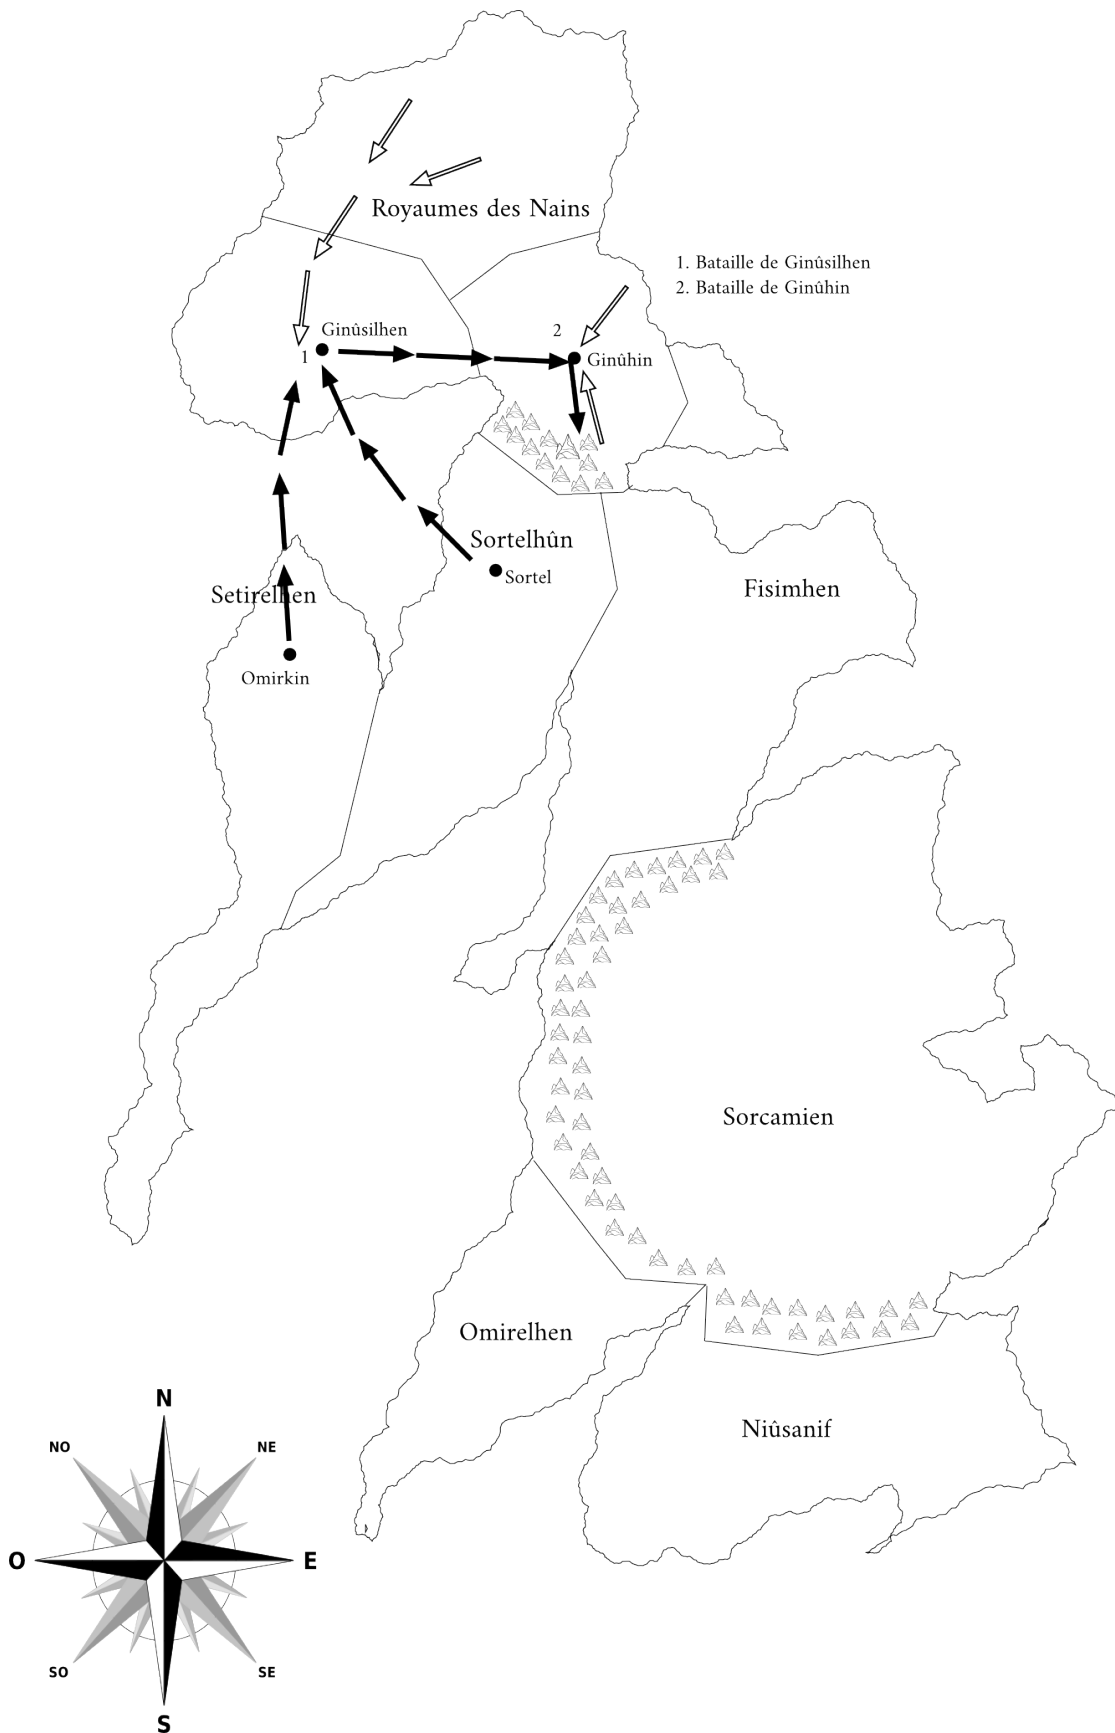 Royaumes des Nains
1. Bataille de Ginûsilhen
2. Bataille de Ginûhin
Ginûsilhen
1
2
Ginûhin
Sortelhûn
Sortel
Setirelhen
Fisimhen
Omirkin
Sorcamien
Omirelhen
Niûsanif
N
NO
NE
O
E
SO
SE
S